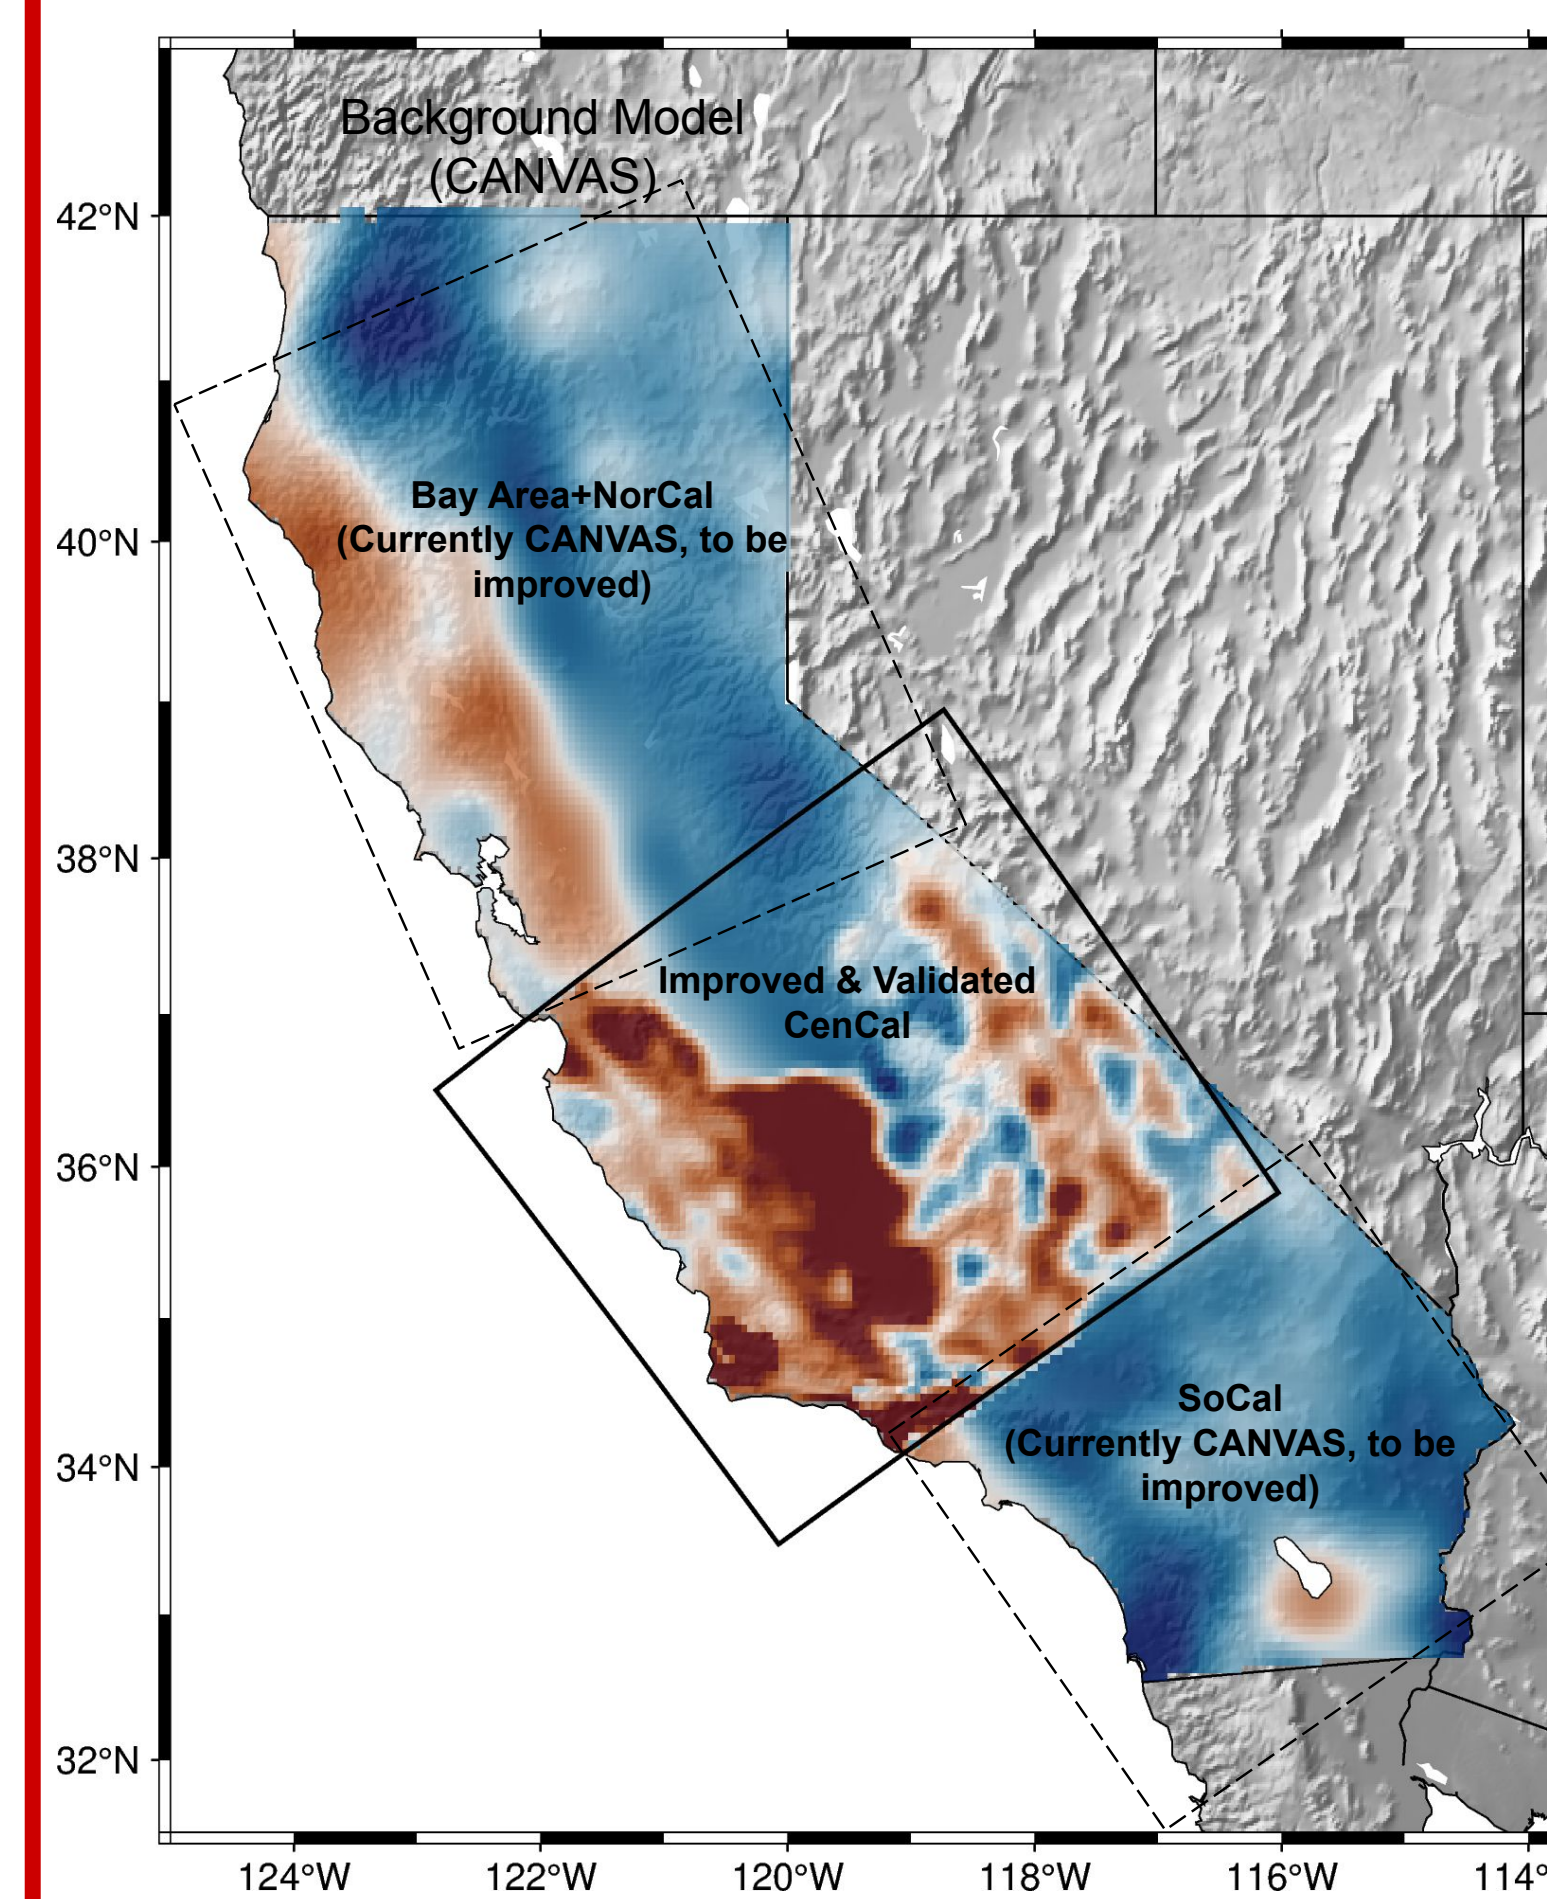 Background Model
(CANVAS)
42°N
Bay Area+NorCal
40°N
(Currently CANVAS, to be
improved)
38°N
Improved & Validated
CenCal
36°N
SoCal
(Currently CANVAS, to be
34°N
improved)
32°N
124°W 122°W 120°W 118°W 116°W 114°